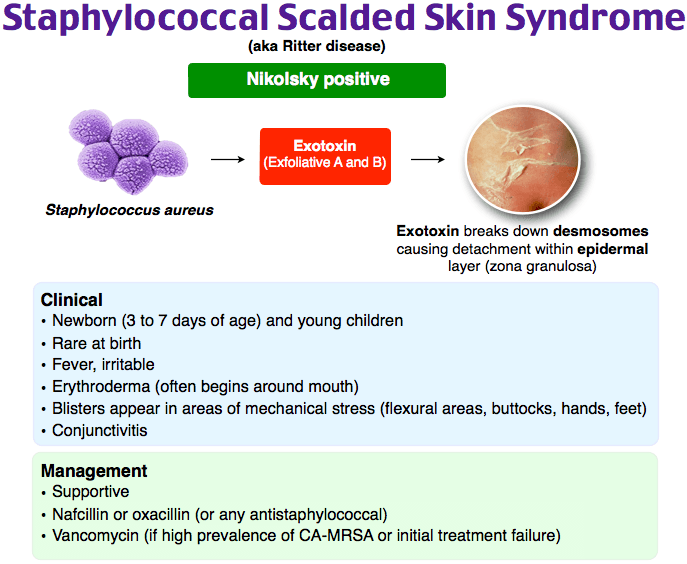 Staphylococcal Scalded Skin Syndrome
(aka Ritter disease)
Nikolsky positive
Exotoxin
(Exfoliative A and B)
Staphylococcus aureus
Exotoxin breaks down desmosomes
causing detachment within epidermal
layer (zona granulosa)
Clinical
• Newborn (3 to 7 days of age) and young children
• Rare at birth
• Fever, irritable
• Erythroderma (often begins around mouth)
• Blisters appear in areas of mechanical stress (flexural areas, buttocks, hands, feet)
• Conjunctivitis
Management
• Supportive
• Nafcillin or oxacillin (or any antistaphylococcal)
• Vancomycin (if high prevalence of CA-MRSA or initial treatment failure)